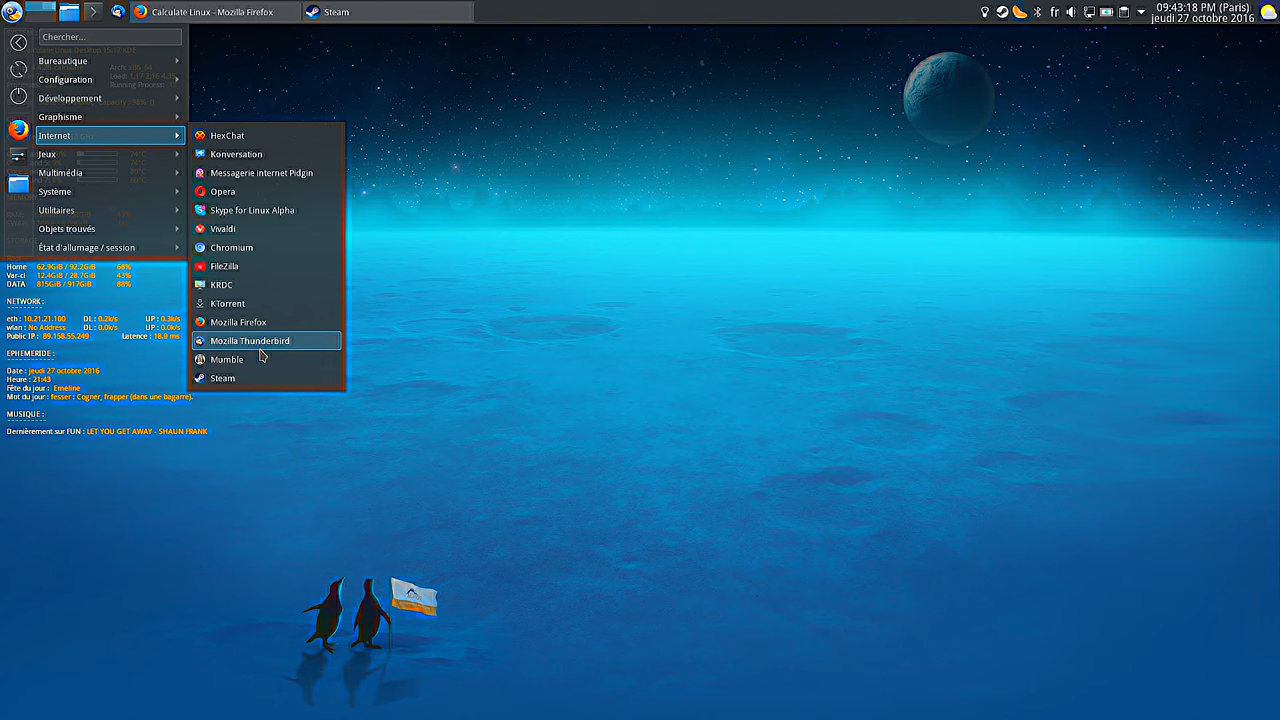 Calculate Linux - Mozilla Firefox
Steam
fr
09:43:18 PM (Paris)
jeudi 27 octobre 2016
Chercher...
Bureautique
Configuration
Développement
Graphisme
Internet
Jeux
Multimédia
Système
Utilitaires
Objets trouvés
État d'allumage / session
HexChat
Konversation
Messagerie internet Pidgin
Opera
Skype for Linux Alpha
Vivaldi
Chromium
FileZilla
KRDC
KTorrent
Mozilla Firefox
Mozilla Thunderbird
Mumble
Steam
Home 62.9GiB / 92.2GiB 68%
Var-cl 12.4GiB / 28.7GiB 43%
DATA 815GiB / 917GiB 88%
NETWORK :
eth : 10.21.21.100 DL : 0.2k/s UP : 0.3k/s
wlan : No Address DL : 0.0k/s UP : 0.0k/s
Public IP : 89.158.55.249 Latence : 18.0 ms
EPHEMERIDE :
Date : jeudi 27 octobre 2016
Heure : 21:43
Fête du jour : Emeline
Mot du jour : fesser : Cogner, frapper (dans une bagarre).
MUSIQUE :
Dernièrement sur FUN : LET YOU GET AWAY - SHAUN FRANK